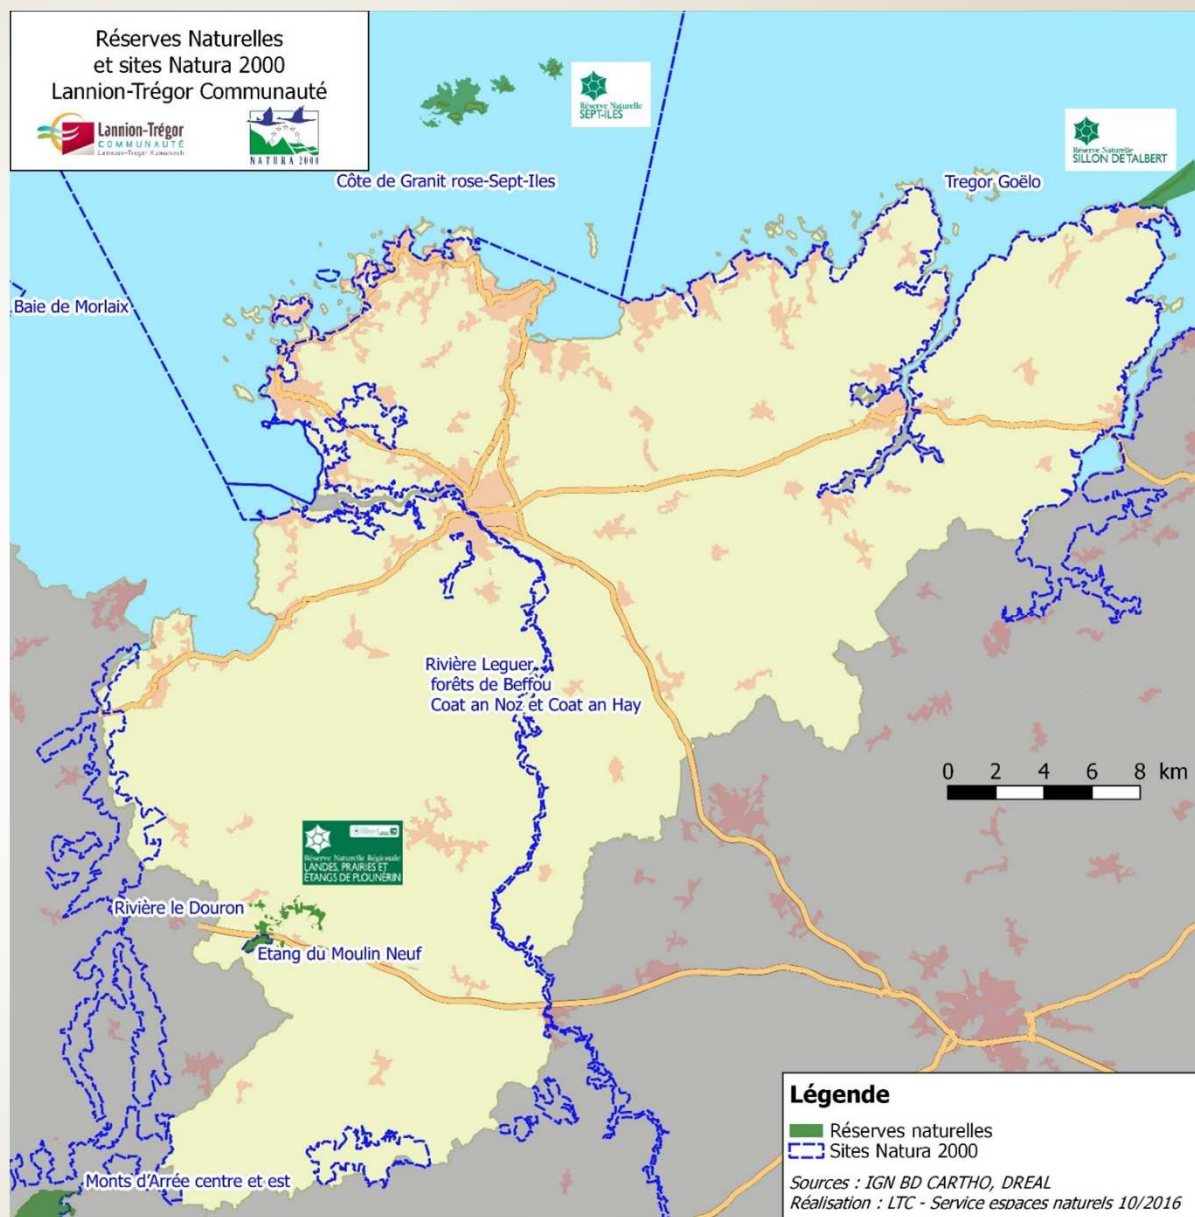 Réserves Naturelles
et sites Natura 2000
Lannion-Trégor Communauté
Lannion-Trégor
COMMUNAUTÉ
Lannion-Treger Kumuniezh
NATURA 2000
Réserve Naturelle
SEPT-ILES
Réserve Naturelle
SILLON DE TALBERT
Côte de Granit rose-Sept-Iles
Tregor Goëlo
Baie de Morlaix
Rivière Leguer
forêts de Beffou
Coat an Noz et Coat an Hay
0 2 4 6 8 km
Réserve Naturelle Régionale
LANDES, PRAIRIES ET
ÉTANGS DE PLOUNÉRIN
Rivière le Douron
Etang du Moulin Neuf
Monts d'Arrée centre et est
Légende
Réserves naturelles
Sites Natura 2000
Sources : IGN BD CARTHO, DREAL
Réalisation : LTC - Service espaces naturels 10/2016